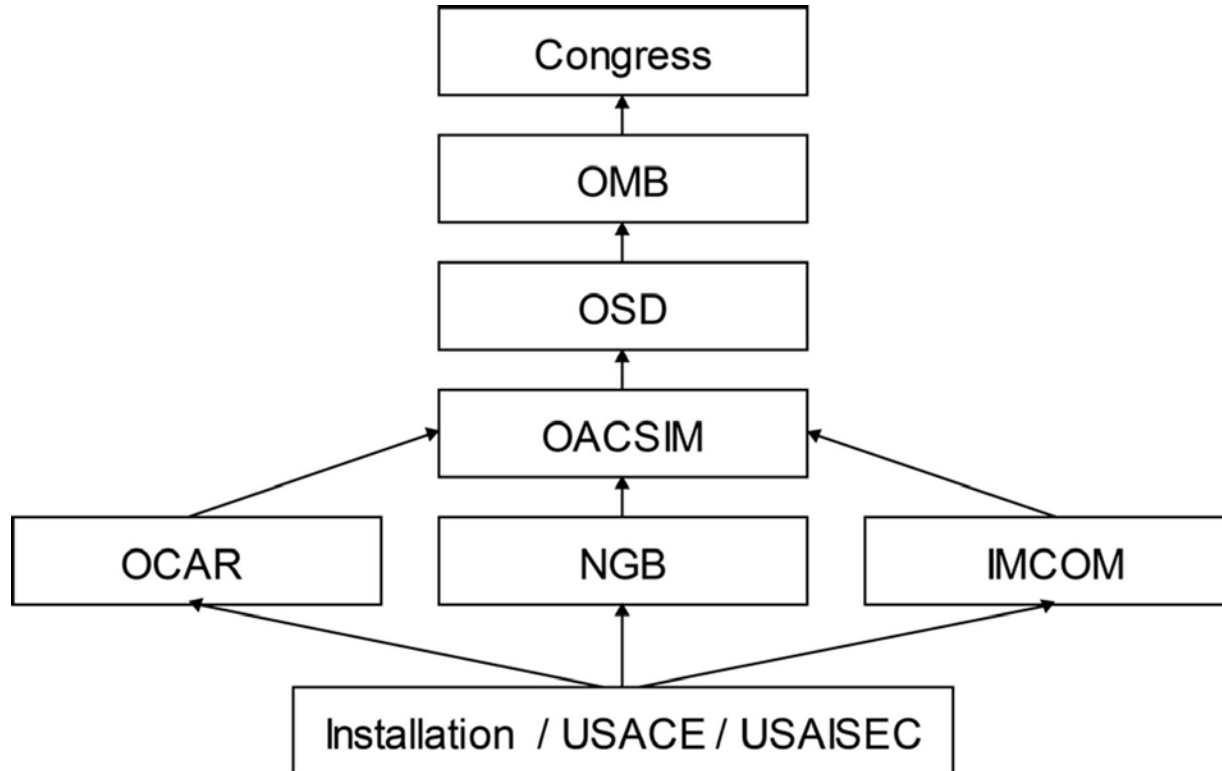 Congress
OMB
OSD
OACSIM
OCAR
NGB
IMCOM
Installation / USACE / USAISEC